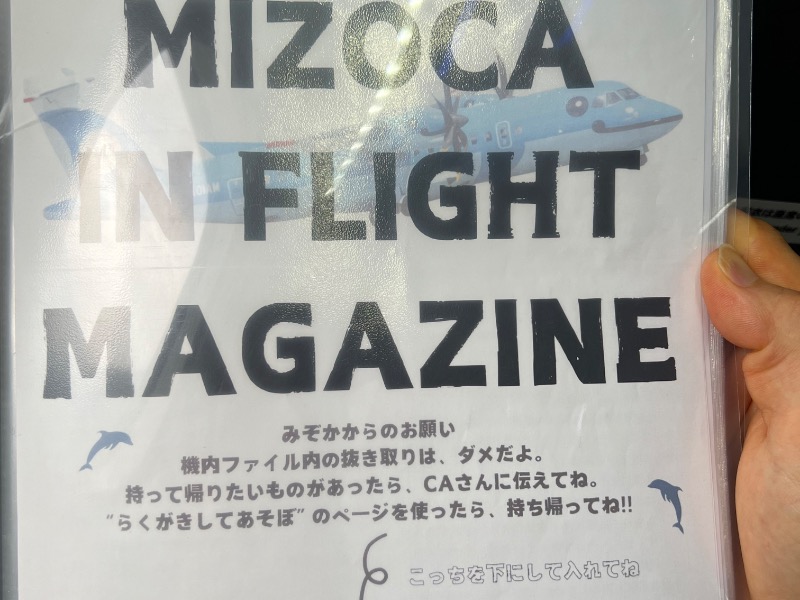 MIZOCA
IN FLIGHT
MAGAZINE
みぞかからのお願い
機内ファイル内の抜き取りは、ダメだよ。
持って帰りたいものがあったら、CAさんに伝えてね。
"らくがきしてあそぼ" のページを使ったら、持ち帰ってね!!
こっちを下にして入れてね